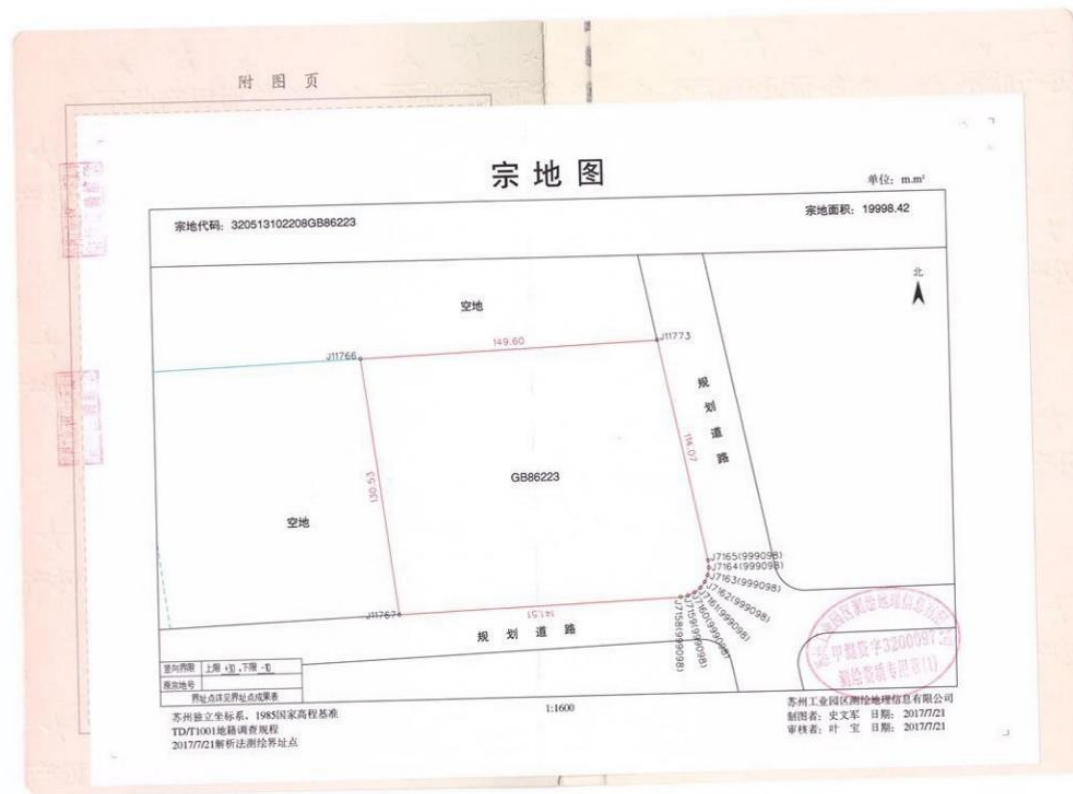 附图页
宗地图
单位：m.m²
宗地代码：320513102208GB86223
宗地面积：19998.42
北
空地
J11766
149.60
J11773
规划道路
114.07
130.53
GB86223
空地
J7165(999098)
J7164(999098)
J7163(999098)
J7162(999098)
J7161(999098)
J7160(999098)
J7159(999098)
J7158(999098)
J11767
141.51
规划道路
竖向界限 上限 +10 ,下限 -10
原宗地号
界址点详见界址点成果表
苏州独立坐标系、1985国家高程基准
TD/T1001地籍调查规程
2017/7/21解析法测绘界址点
1:1600
苏州工业园区测绘地理信息有限公司
制图者：史文军 日期：2017/7/21
审核者：叶 宝 日期：2017/7/21